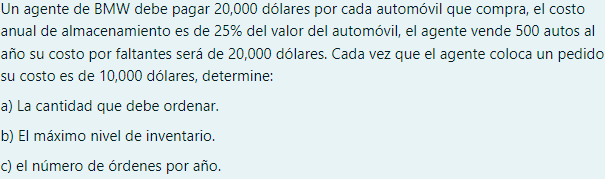 Un agente de BMW debe pagar 20,000 dólares por cada automóvil que compra, el costo
anual de almacenamiento es de 25% del valor del automóvil, el agente vende 500 autos al
año su costo por faltantes será de 20,000 dólares. Cada vez que el agente coloca un pedido
su costo es de 10,000 dólares, determine:
a) La cantidad que debe ordenar.
b) El máximo nivel de inventario.
c) el número de órdenes por año.